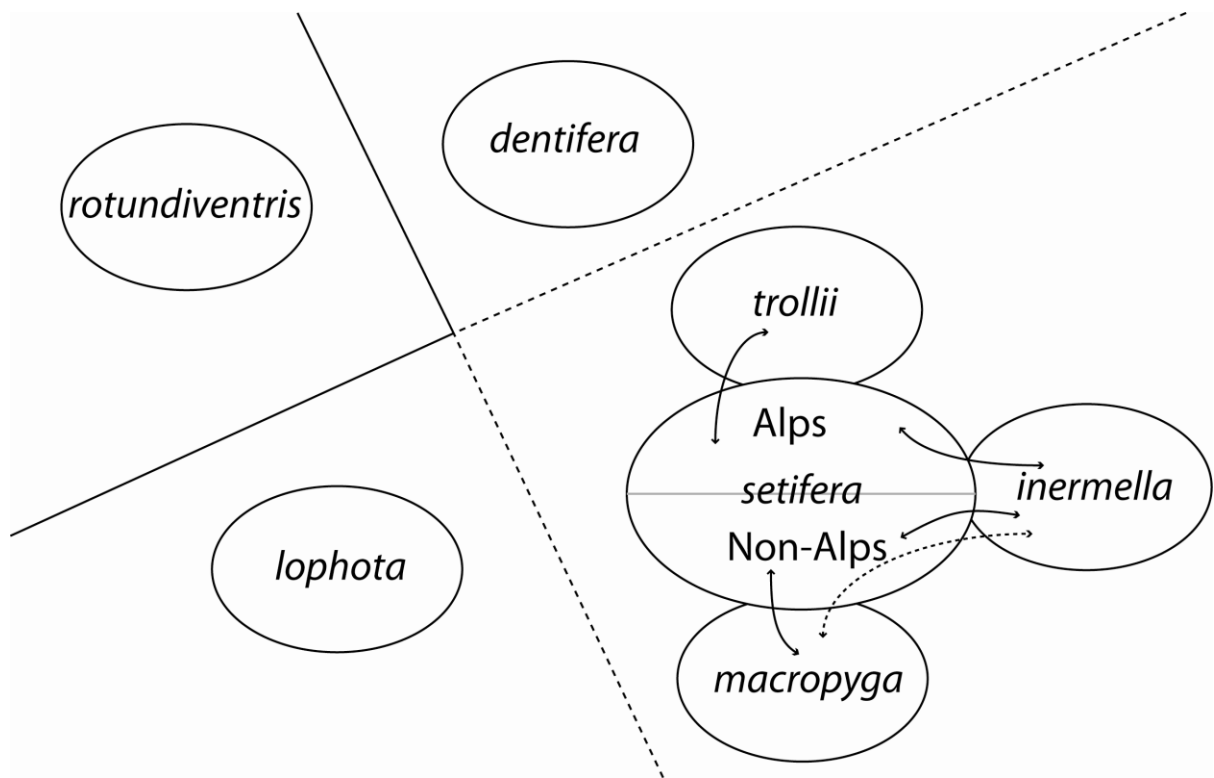 dentifera
rotundiventris
trollii
Alps
setifera
inermella
Non-Alps
lophota
macropyga